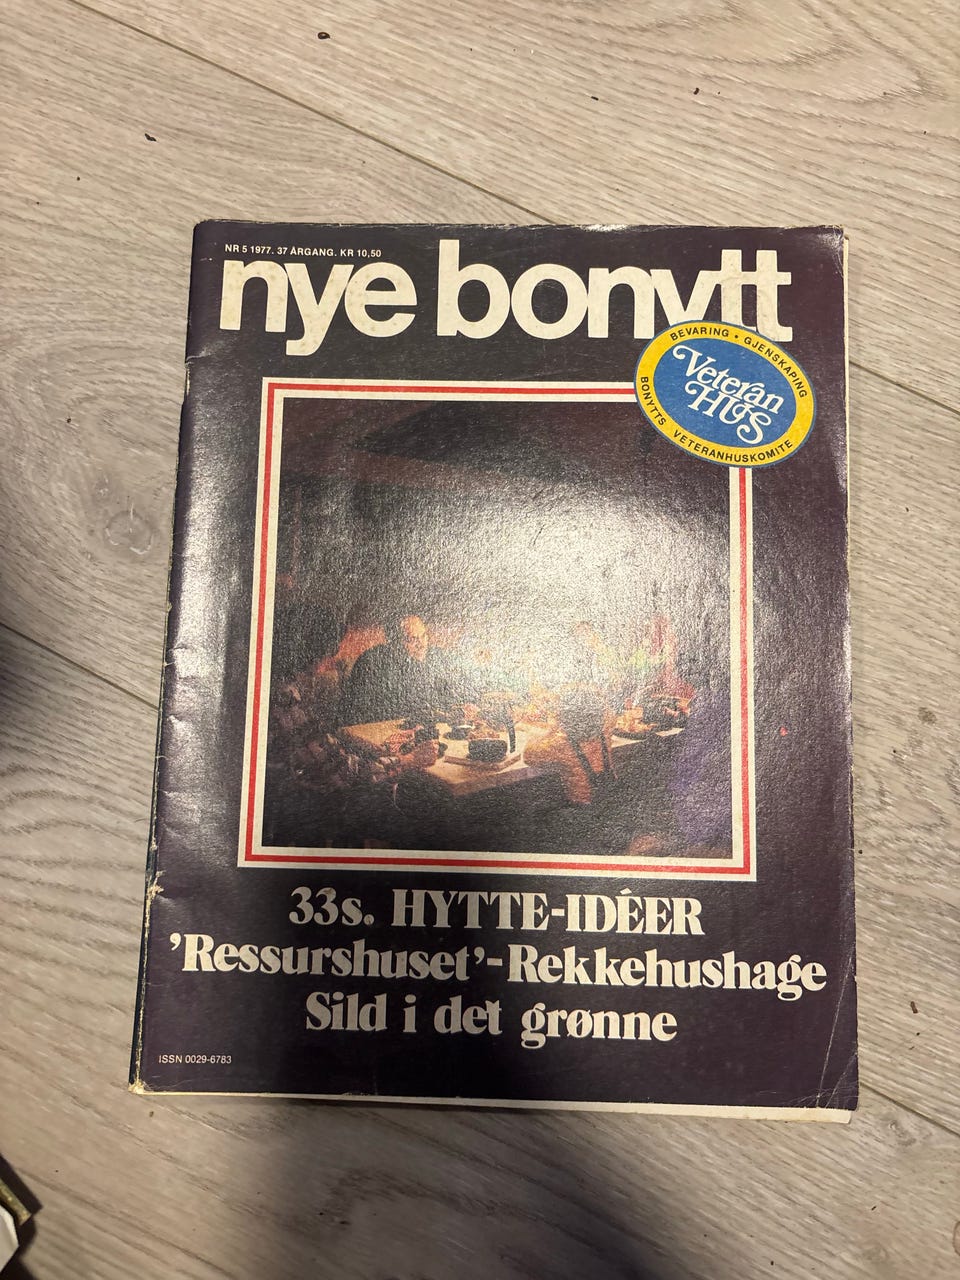 NR 5 1977. 37 ÅRGANG. KR 10,50
nye bonytt
BEVARING • GJENSKAPING
Veteran
HUS
BONYTTS VETERANHUSKOMITE
33s. HYTTE-IDÉER
’Ressurshuset’-Rekkehushage
Sild i det grønne
ISSN 0029-6783